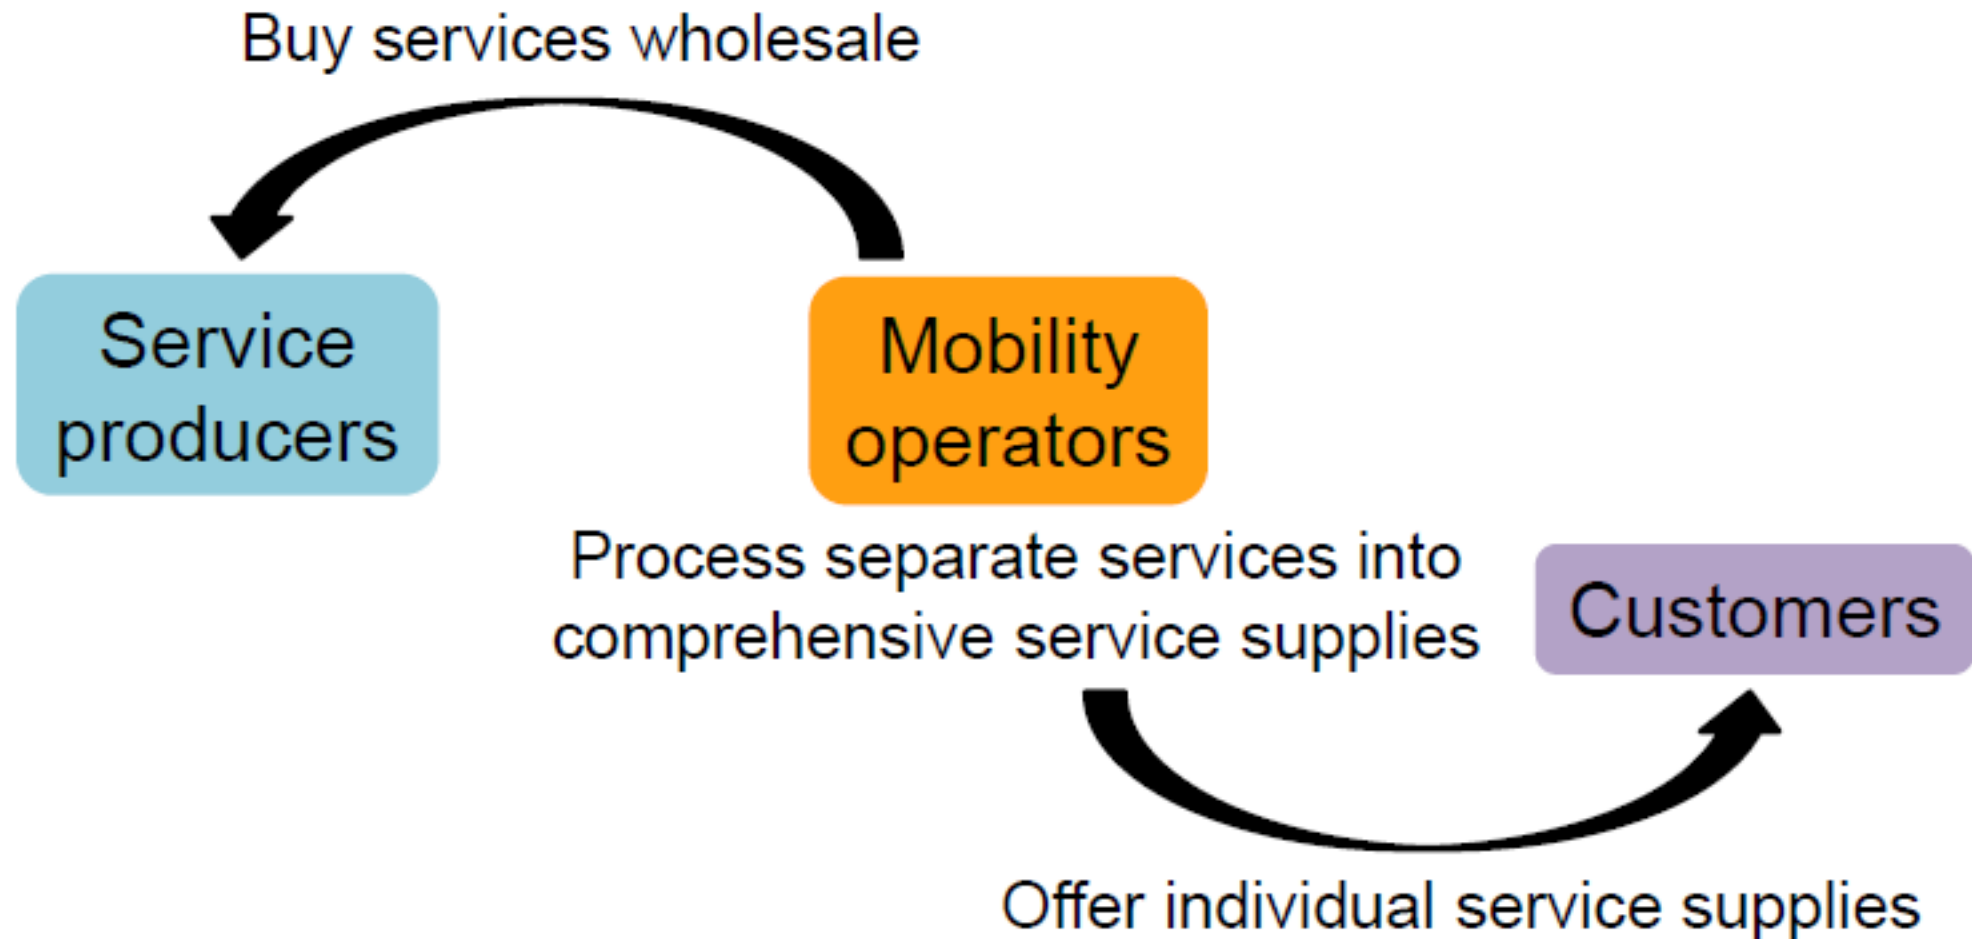 Buy services wholesale
Service
producers
Mobility
operators
Process separate services into
comprehensive service supplies
Customers
Offer individual service supplies